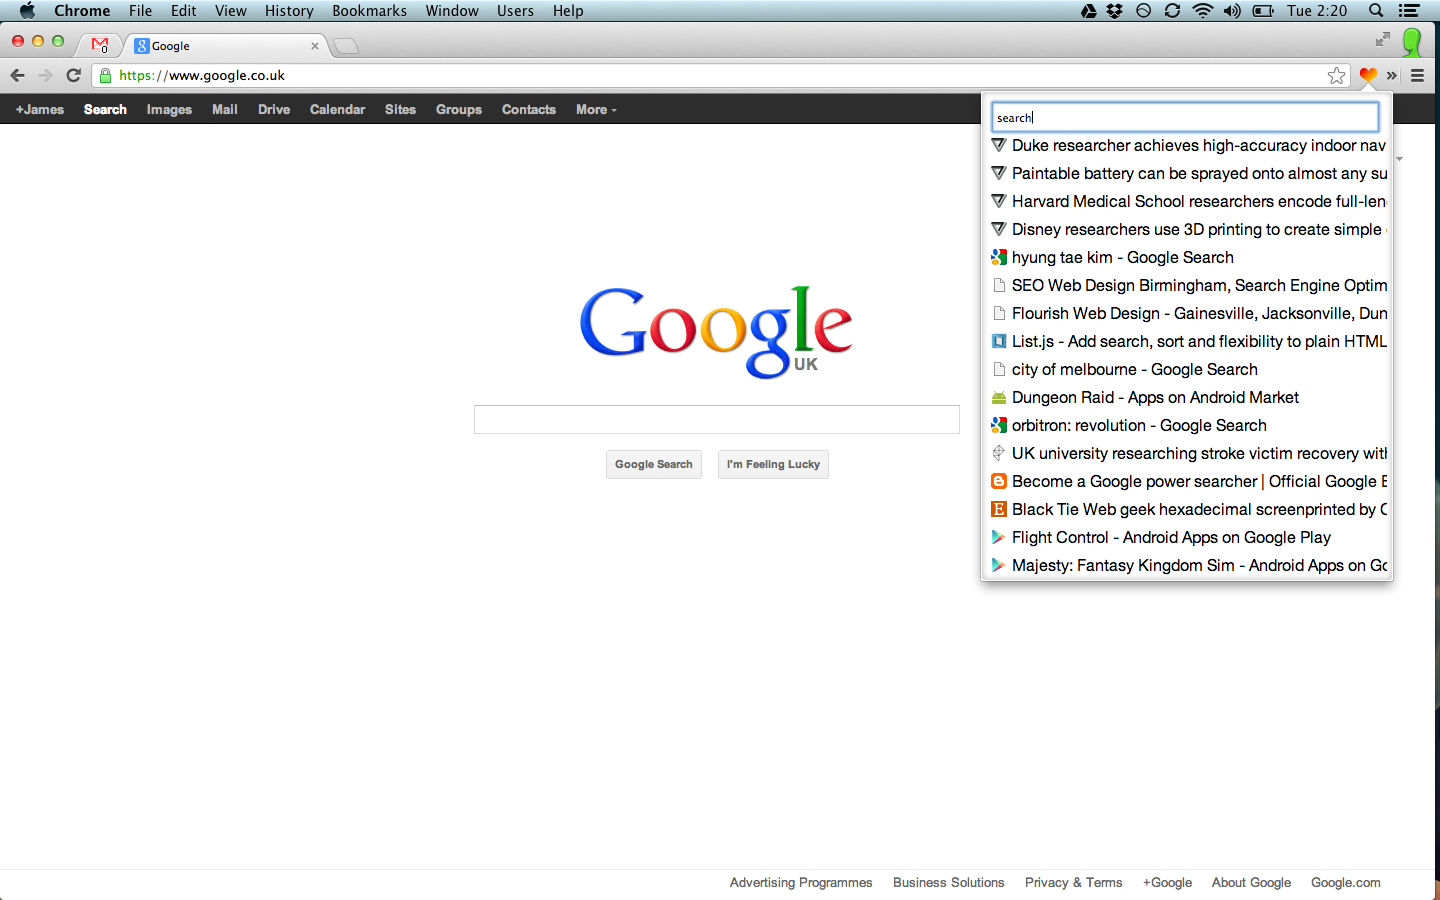 Chrome File Edit View History Bookmarks Window Users Help Tue 2:20
0 Google
https://www.google.co.uk
+James Search Images Mail Drive Calendar Sites Groups Contacts More
search
Duke researcher achieves high-accuracy indoor nav
Paintable battery can be sprayed onto almost any su
Harvard Medical School researchers encode full-len
Disney researchers use 3D printing to create simple
hyung tae kim - Google Search
SEO Web Design Birmingham, Search Engine Optim
Flourish Web Design - Gainesville, Jacksonville, Dun
List.js - Add search, sort and flexibility to plain HTML
city of melbourne - Google Search
Dungeon Raid - Apps on Android Market
orbitron: revolution - Google Search
UK university researching stroke victim recovery with
Become a Google power searcher | Official Google B
Black Tie Web geek hexadecimal screenprinted by C
Flight Control - Android Apps on Google Play
Majesty: Fantasy Kingdom Sim - Android Apps on Go
Google
UK
Google Search I'm Feeling Lucky
Advertising Programmes Business Solutions Privacy & Terms +Google About Google Google.com